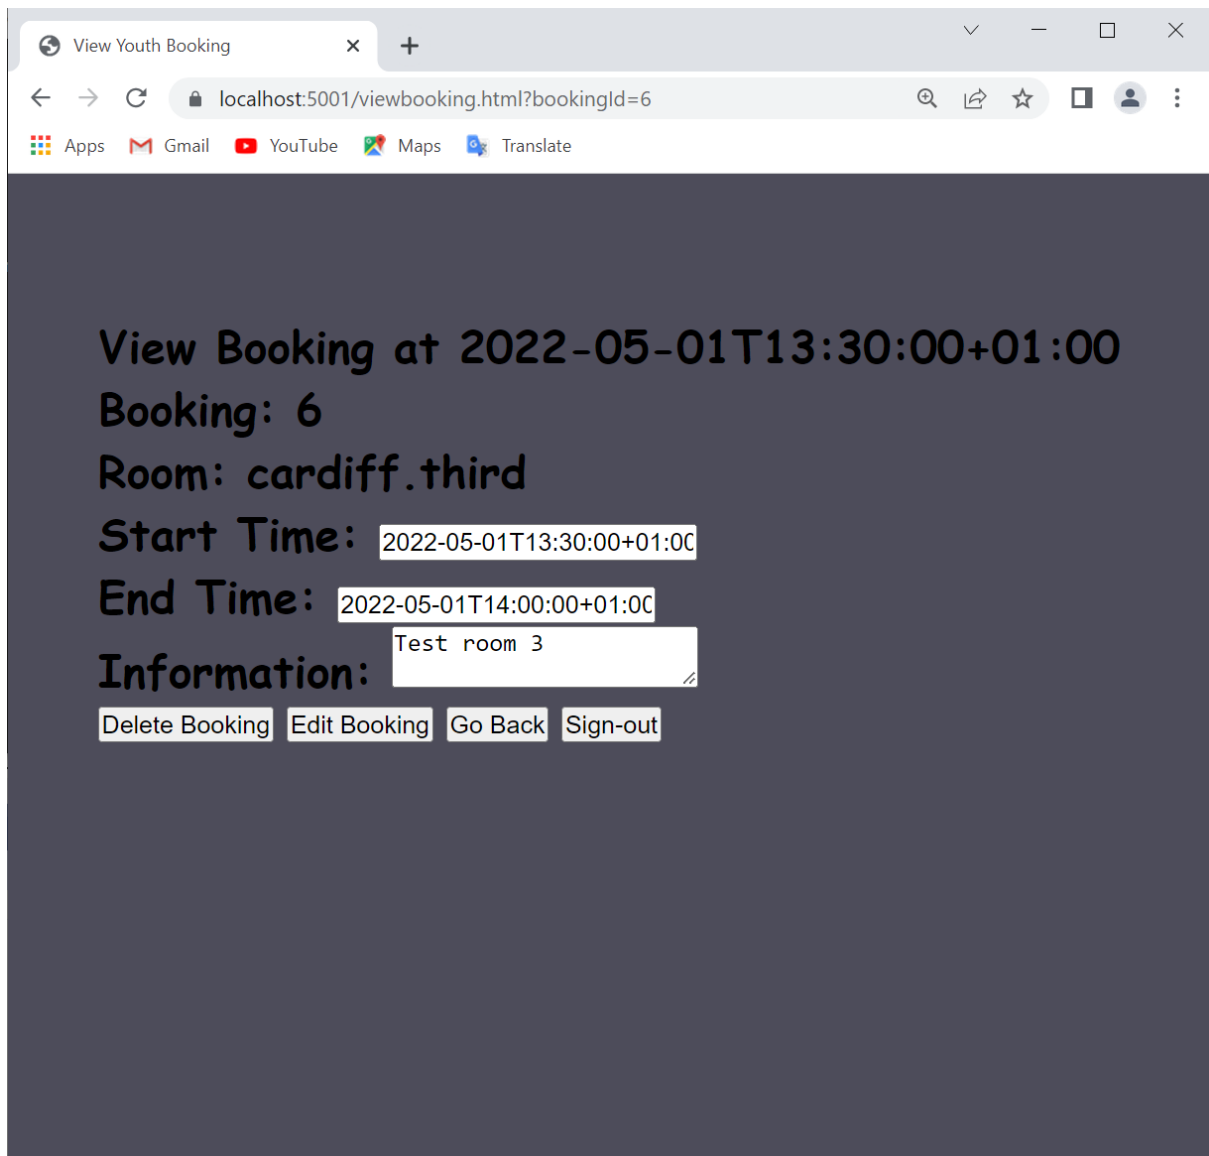 View Youth Booking
localhost:5001/viewbooking.html?bookingId=6
Apps Gmail YouTube Maps Translate
View Booking at 2022-05-01T13:30:00+01:00
Booking: 6
Room: cardiff.third
Start Time: 2022-05-01T13:30:00+01:00
End Time: 2022-05-01T14:00:00+01:00
Information: Test room 3
Delete Booking Edit Booking Go Back Sign-out